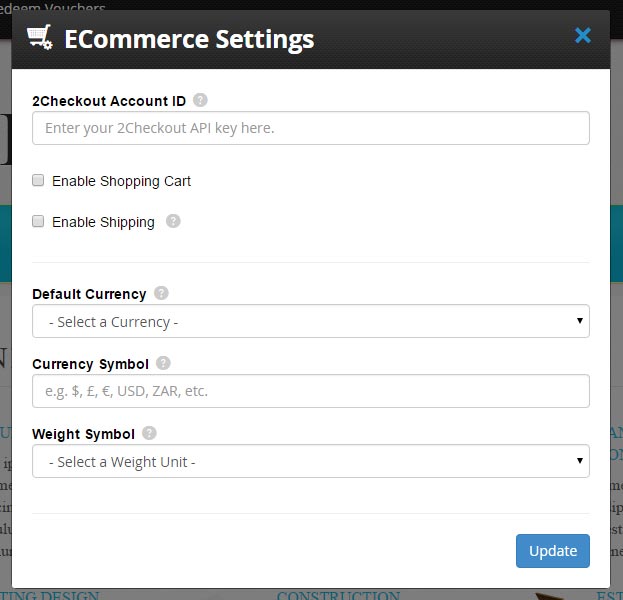 edeem Vouchers
ECommerce Settings
2Checkout Account ID ?
Enter your 2Checkout API key here.
Enable Shopping Cart
Enable Shipping ?
Default Currency ?
- Select a Currency -
Currency Symbol ?
e.g. $, £, €, USD, ZAR, etc.
Weight Symbol ?
- Select a Weight Unit -
Update
TING DESIGN
CONSTRUCTION
EST